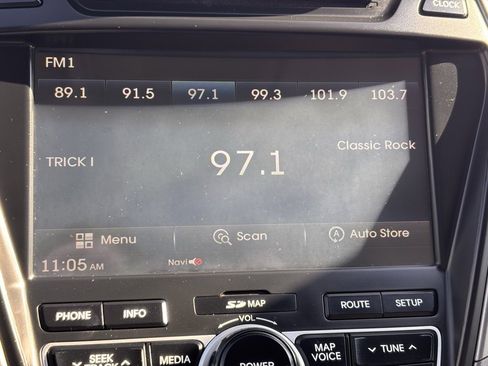 CLOCK
FM1
89.1 91.5 97.1 99.3 101.9 103.7
Classic Rock
TRICK I 97.1
Menu Scan Auto Store
11:05 AM Navi
PHONE INFO SD MAP ROUTE SETUP
VOL
SEEK TRACK MEDIA POWER MAP VOICE TUNE